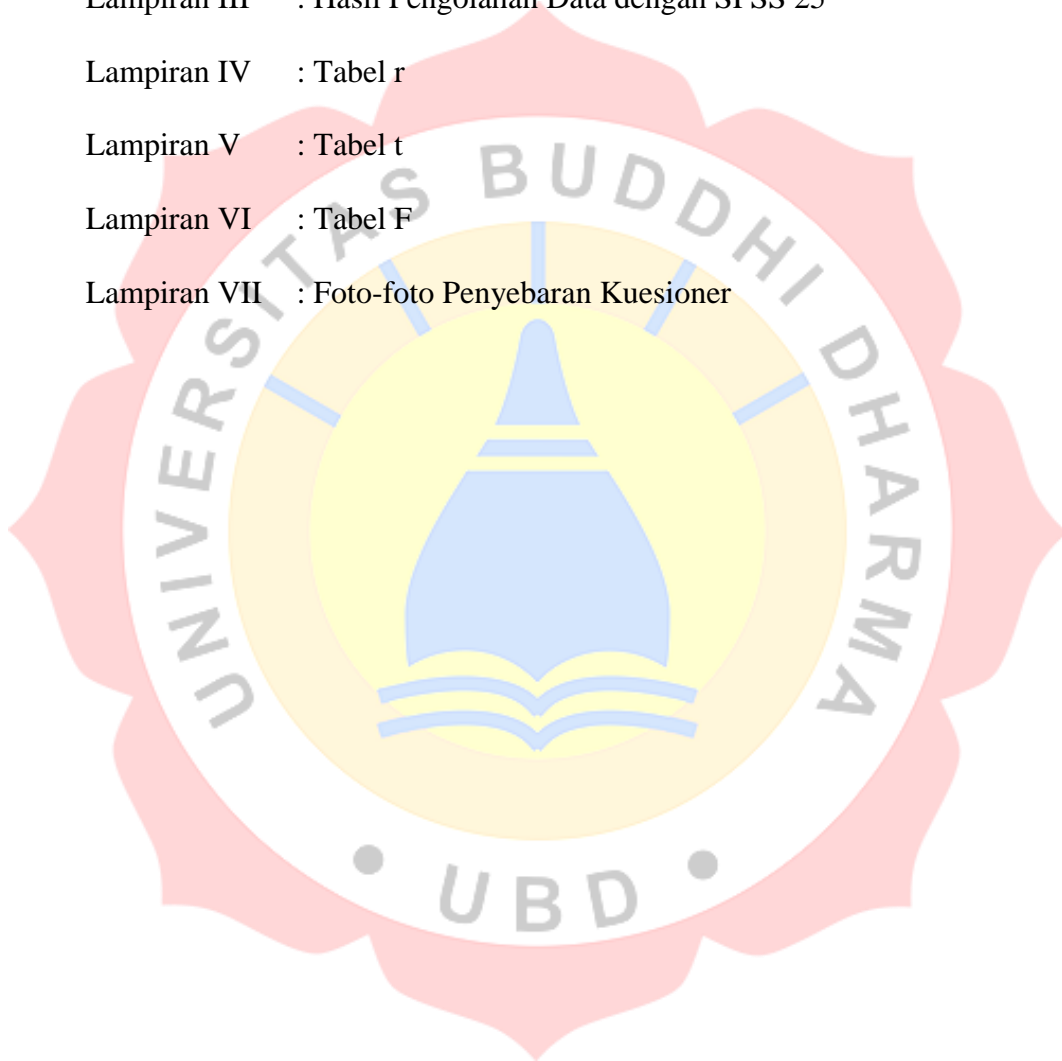 Lampiran III : Hasil Pengolahan Data dengan SPSS 25
Lampiran IV : Tabel r
Lampiran V : Tabel t
Lampiran VI : Tabel F
Lampiran VII : Foto-foto Penyebaran Kuesioner
UNIVERSITAS BUDDHI DHARMA
• UBD •